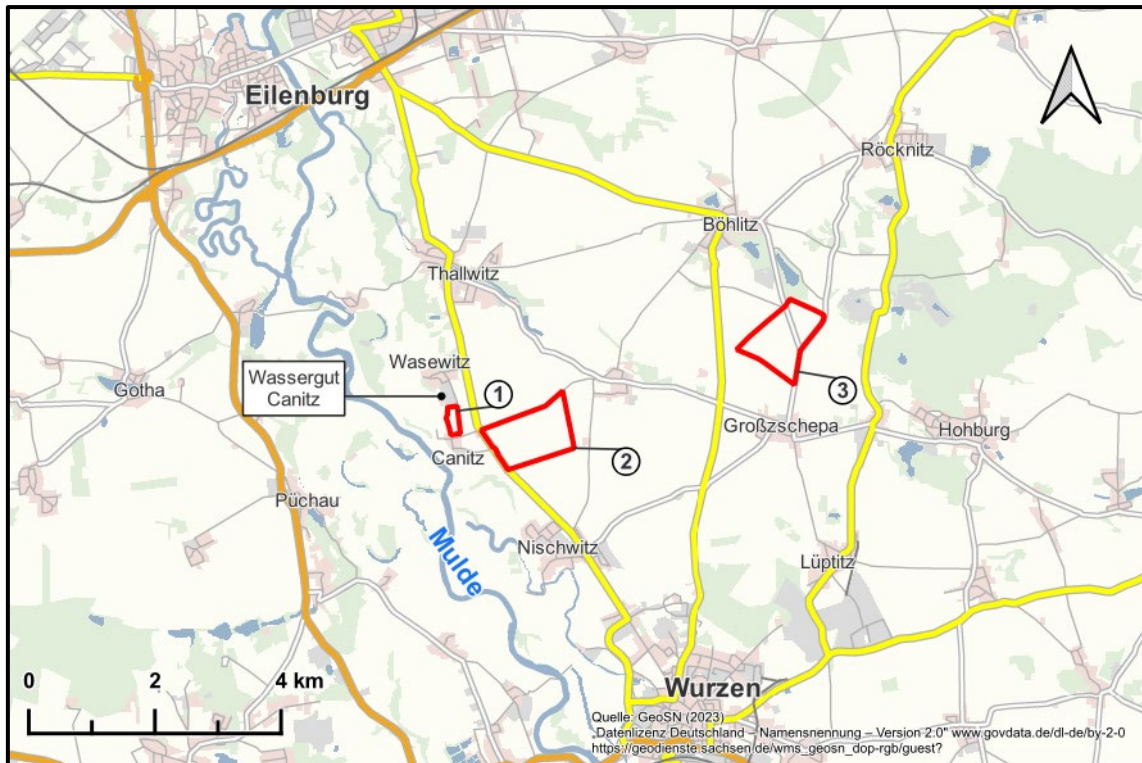 Eilenburg
Röcknitz
Böhlitz
Thallwitz
Wasewitz
Wassergut
Canitz
Gotha
1
3
Großzschepa
Hohburg
Canitz
2
Püchau
Nischwitz
Mulde
Lüptitz
0 2 4 km
Wurzen
Quelle: GeoSN (2023)
„Datenlizenz Deutschland – Namensnennung – Version 2.0" www.govdata.de/dl-de/by-2-0
https://geodienste.sachsen.de/wms_geosn_dop-rgb/guest?